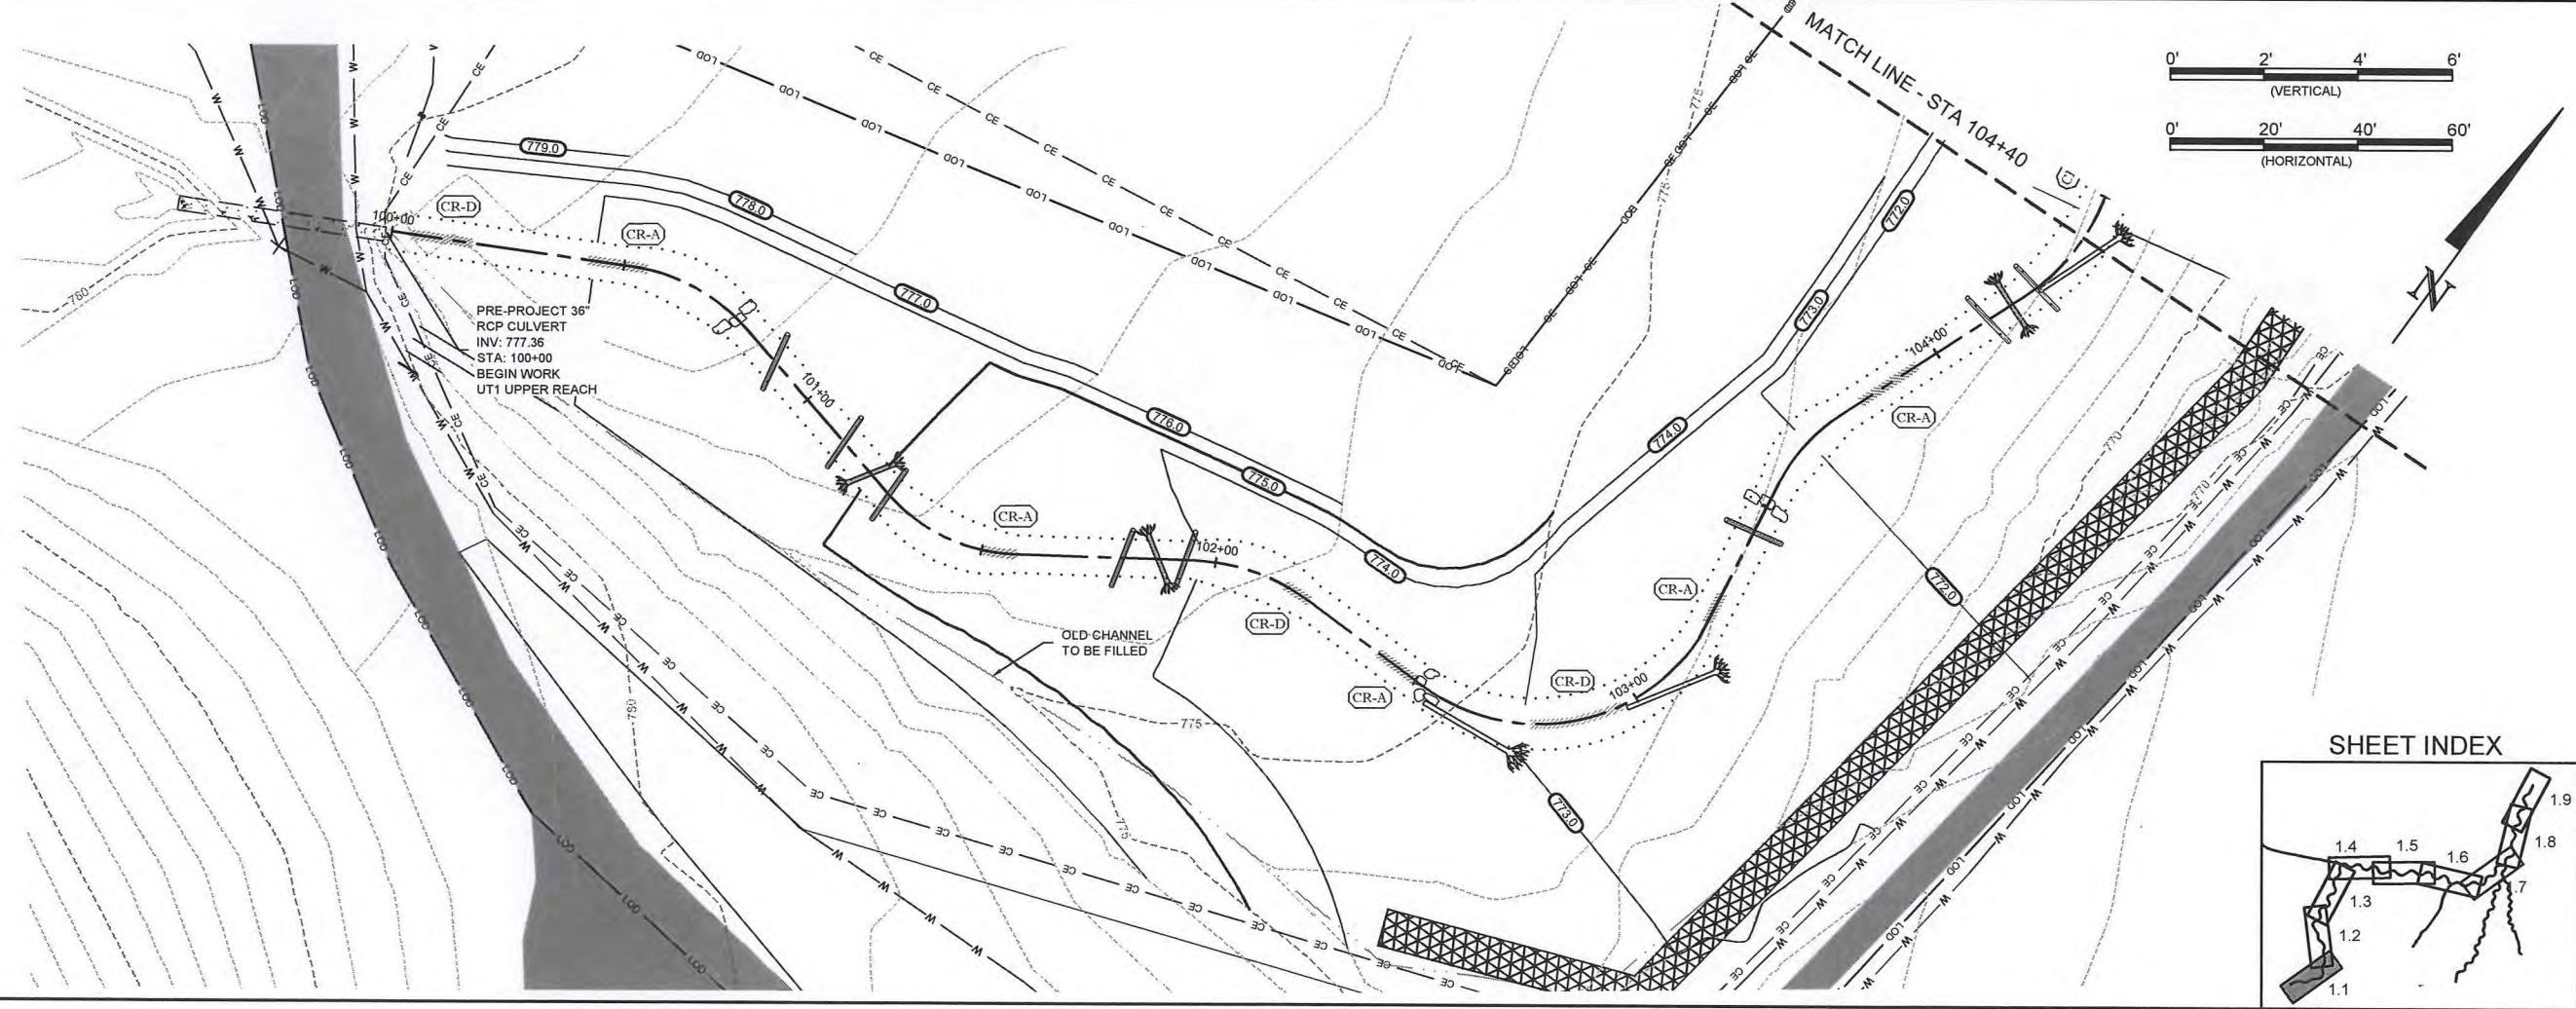 MATCH LINE - STA 104+40
0' 2' 4' 6'
(VERTICAL)
0' 20' 40' 60'
(HORIZONTAL)
N
779.0
778.0
777.0
776.0
775.0
774.0
774.0
773.0
772.0
772.0
773.0
100+00
CR-D
CR-A
101+00
CR-A
102+00
CR-D
CR-A
CR-D
103+00
CR-A
104+00
CR-A
PRE-PROJECT 36"
RCP CULVERT
INV: 777.36
STA: 100+00
BEGIN WORK
UT1 UPPER REACH
OLD CHANNEL
TO BE FILLED
780
780
775
775
775
775
770
770
LOD
CE
W
SHEET INDEX
1.9
1.8
1.4
1.5
1.6
.7
1.3
1.2
1.1